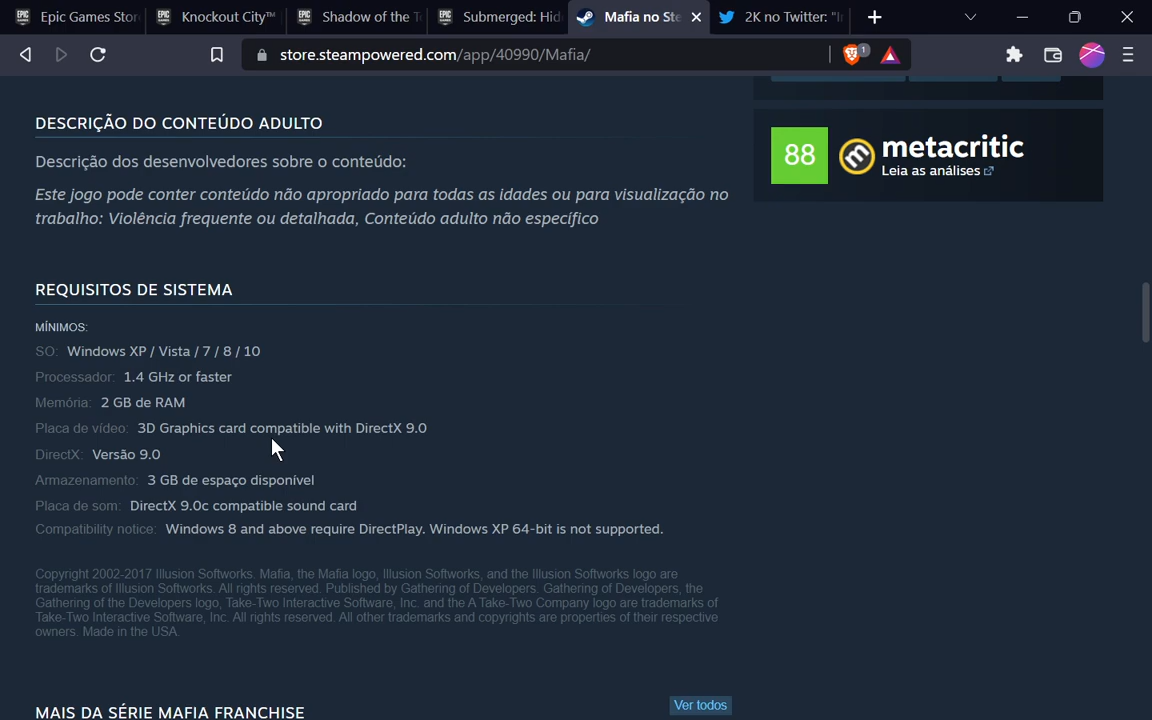 Epic Games Stor
Knockout City™
Shadow of the T
Submerged: Hid
Mafia no Ste
2K no Twitter: "I
store.steampowered.com/app/40990/Mafia/
1
DESCRIÇÃO DO CONTEÚDO ADULTO
Descrição dos desenvolvedores sobre o conteúdo:
Este jogo pode conter conteúdo não apropriado para todas as idades ou para visualização no
trabalho: Violência frequente ou detalhada, Conteúdo adulto não específico
88
metacritic
Leia as análises
REQUISITOS DE SISTEMA
MÍNIMOS:
SO: Windows XP / Vista / 7 / 8 / 10
Processador: 1.4 GHz or faster
Memória: 2 GB de RAM
Placa de vídeo: 3D Graphics card compatible with DirectX 9.0
DirectX: Versão 9.0
Armazenamento: 3 GB de espaço disponível
Placa de som: DirectX 9.0c compatible sound card
Compatibility notice: Windows 8 and above require DirectPlay. Windows XP 64-bit is not supported.
Copyright 2002-2017 Illusion Softworks. Mafia, the Mafia logo, Illusion Softworks, and the Illusion Softworks logo are
trademarks of Illusion Softworks. All rights reserved. Published by Gathering of Developers. Gathering of Developers, the
Gathering of the Developers logo, Take-Two Interactive Software, Inc. and the A Take-Two Company logo are trademarks of
Take-Two Interactive Software, Inc. All rights reserved. All other trademarks and copyrights are properties of their respective
owners. Made in the USA.
MAIS DA SÉRIE MAFIA FRANCHISE
Ver todos